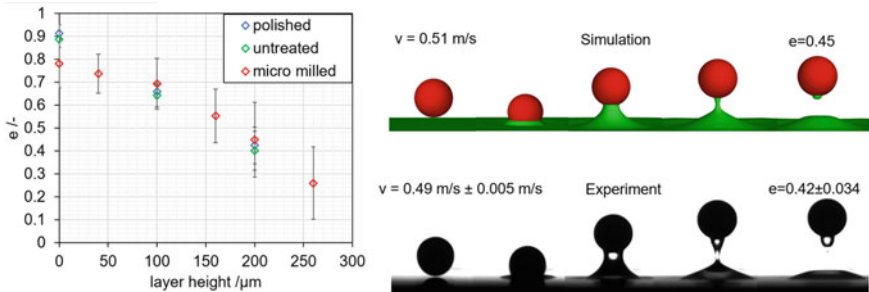 1
0.9
0.8
0.7
0.6
0.5
0.4
0.3
0.2
0.1
0
e /-
0 50 100 150 200 250 300
layer height /µm
polished
untreated
micro milled
v = 0.51 m/s Simulation e=0.45
v = 0.49 m/s ± 0.005 m/s Experiment e=0.42±0.034